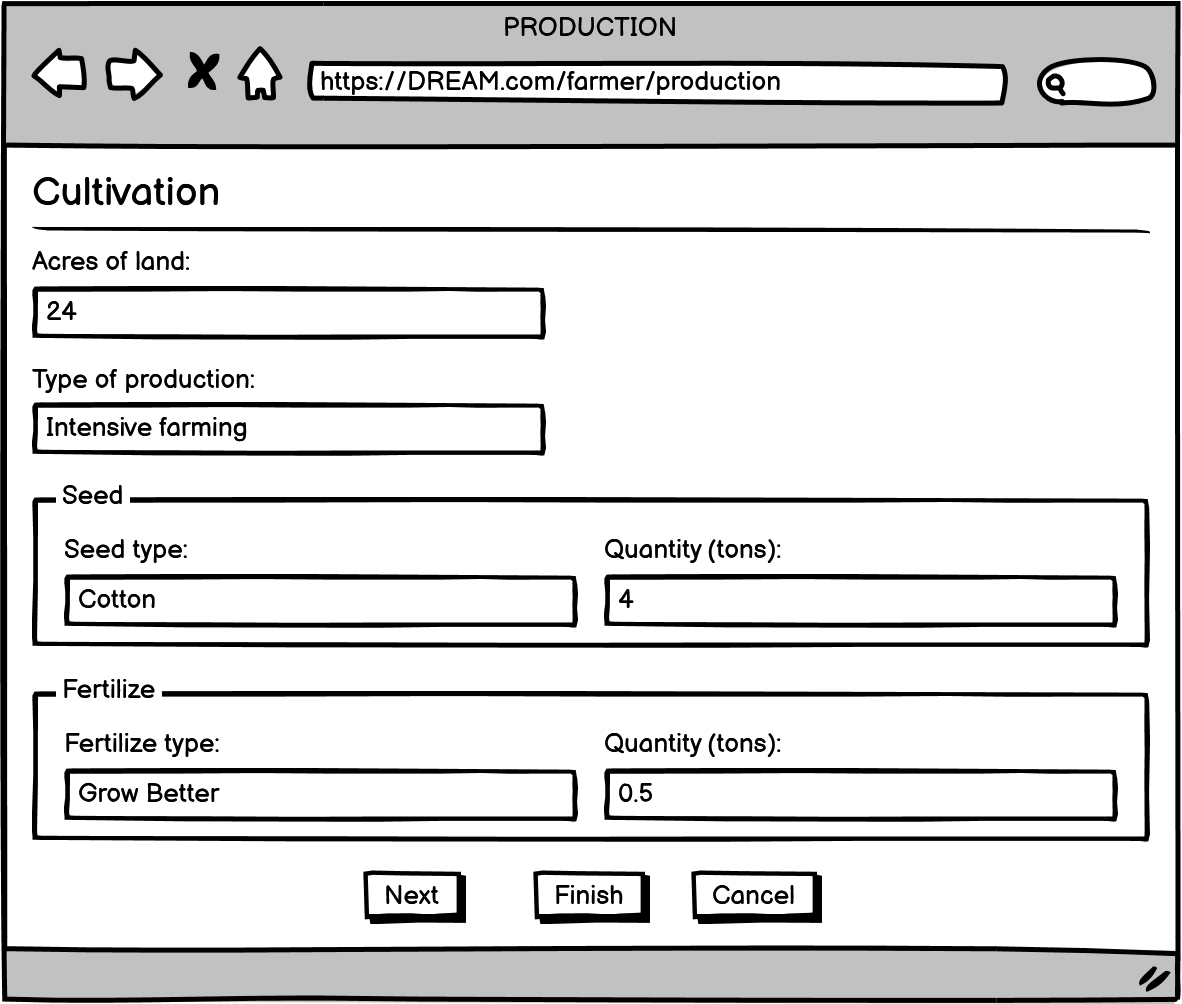 PRODUCTION
https://DREAM.com/farmer/production
Cultivation
Acres of land:
24
Type of production:
Intensive farming
Seed
Seed type: Quantity (tons):
Cotton 4
Fertilize
Fertilize type: Quantity (tons):
Grow Better 0.5
Next Finish Cancel